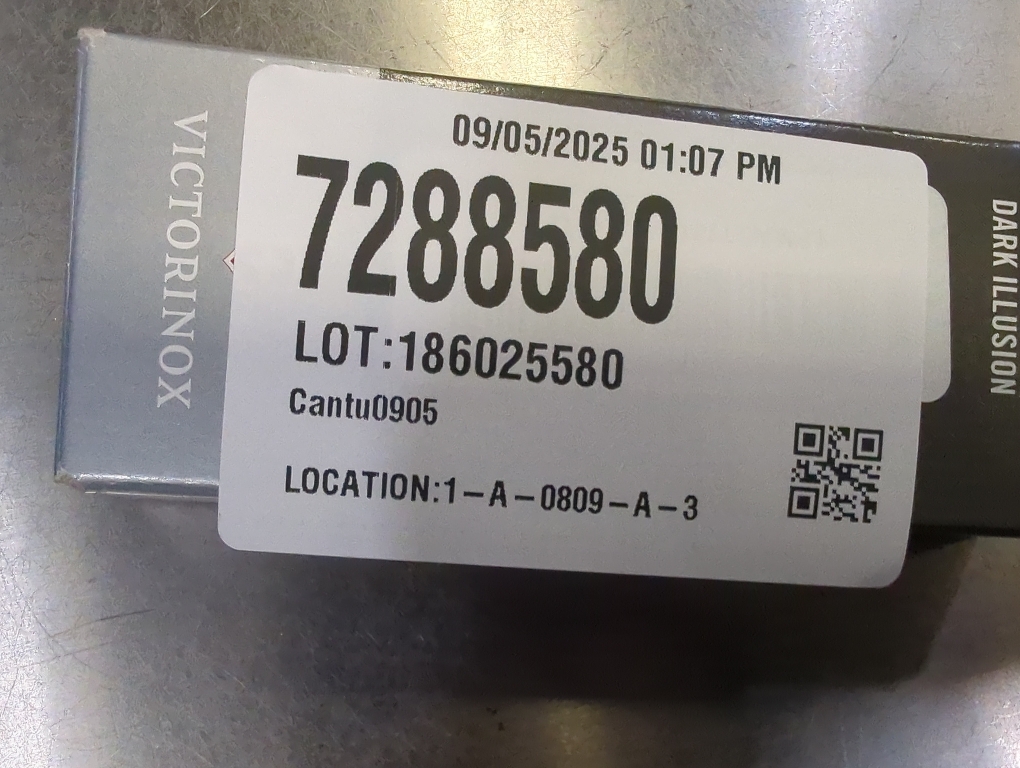 VICTORINOX
09/05/2025 01:07 PM
7288580
LOT:186025580
Cantu0905
LOCATION:1-A-0809-A-3
DARK ILLUSION